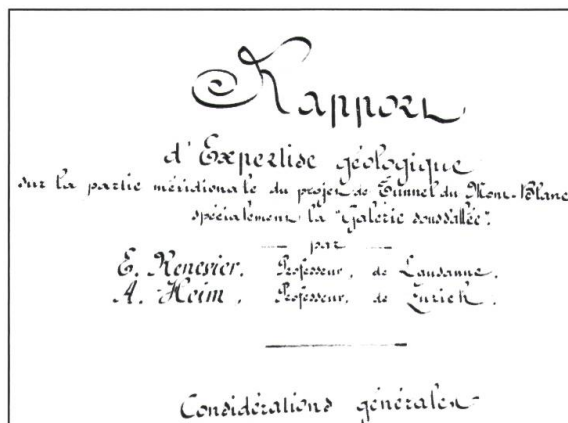 Rapport
d'Expertise géologique
sur la partie méridionale du projet de Tunnel du Mont-Blanc
spécialement la "Galerie sous-
— par —
E. Renevier, Professeur, de Lausanne.
A. Heim, Professeur, de Zurich.
Considérations générales